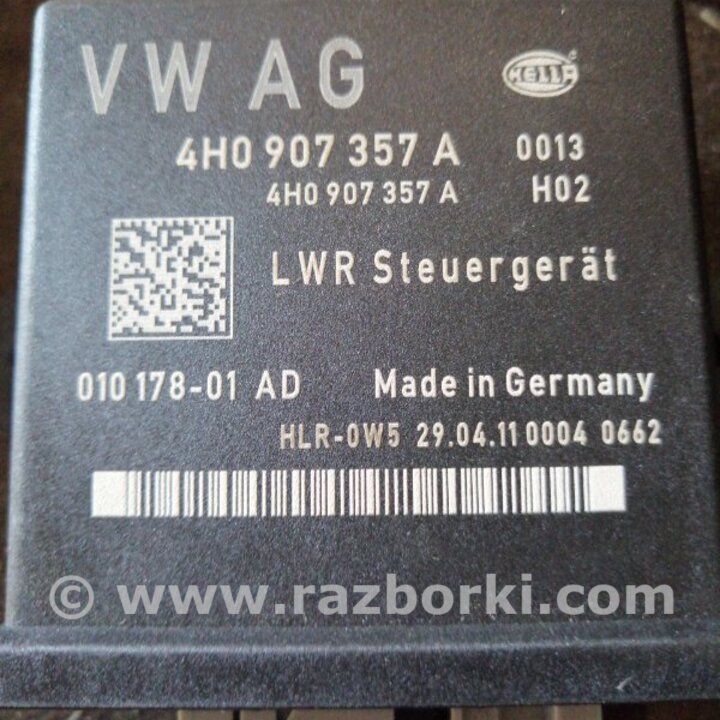 VW AG
HELLA
4H0 907 357 A 0013
4H0 907 357 A H02
LWR Steuergerät
010 178-01 AD Made in Germany
HLR-0W5 29.04.11 0004 0662
© www.razborki.com